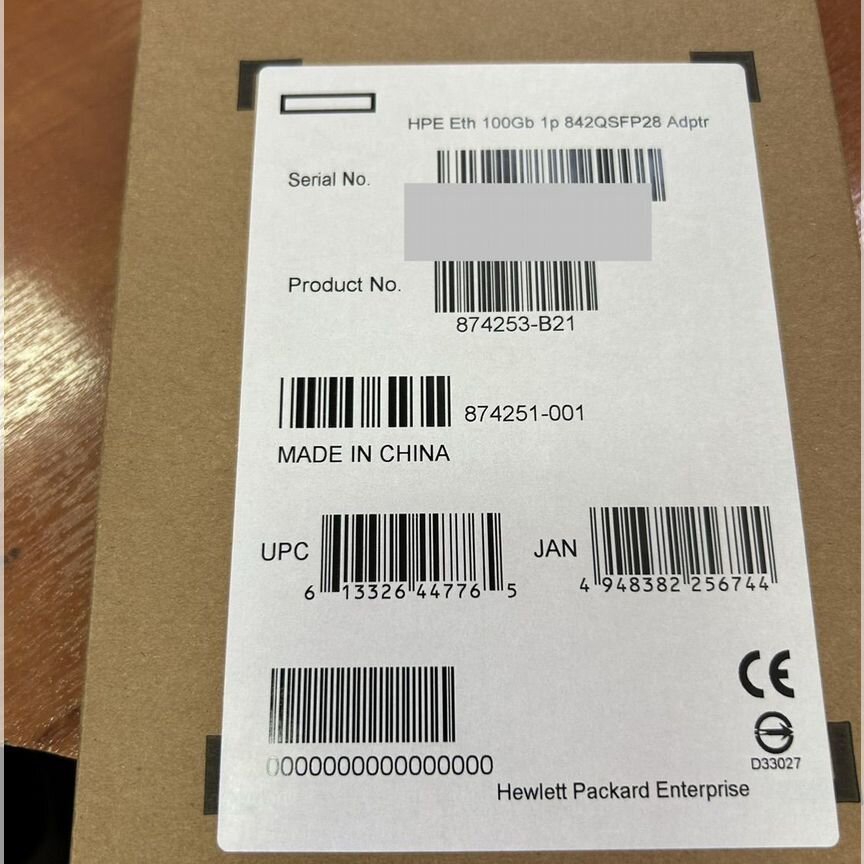 HPE Eth 100Gb 1p 842QSFP28 Adptr
Serial No.
Product No.
874253-B21
874251-001
MADE IN CHINA
UPC
6 13326 44776 5
JAN
4 948382 256744
CE
D33027
0000000000000000
Hewlett Packard Enterprise